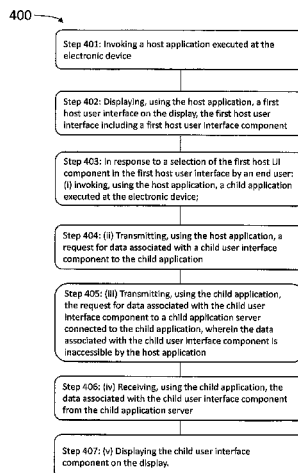 400
Step 401: Invoking a host application executed at the
electronic device
Step 402: Displaying, using the host application, a first
host user interface on the display, the first host user
interface including a first host user interface component
Step 403: In response to a selection of the first host UI
component in the first host user interface by an end user:
(i) invoking, using the host application, a child application
executed at the electronic device;
Step 404: (ii) Transmitting, using the host application, a
request for data associated with a child user interface
component to the child application
Step 405: (iii) Transmitting, using the child application,
the request for data associated with the child user
interface component to a child application server
connected to the child application, wherein the data
associated with the child user interface component is
inaccessible by the host application
Step 406: (iv) Receiving, using the child application, the
data associated with the child user interface component
from the child application server
Step 407: (v) Displaying the child user interface
component on the display.